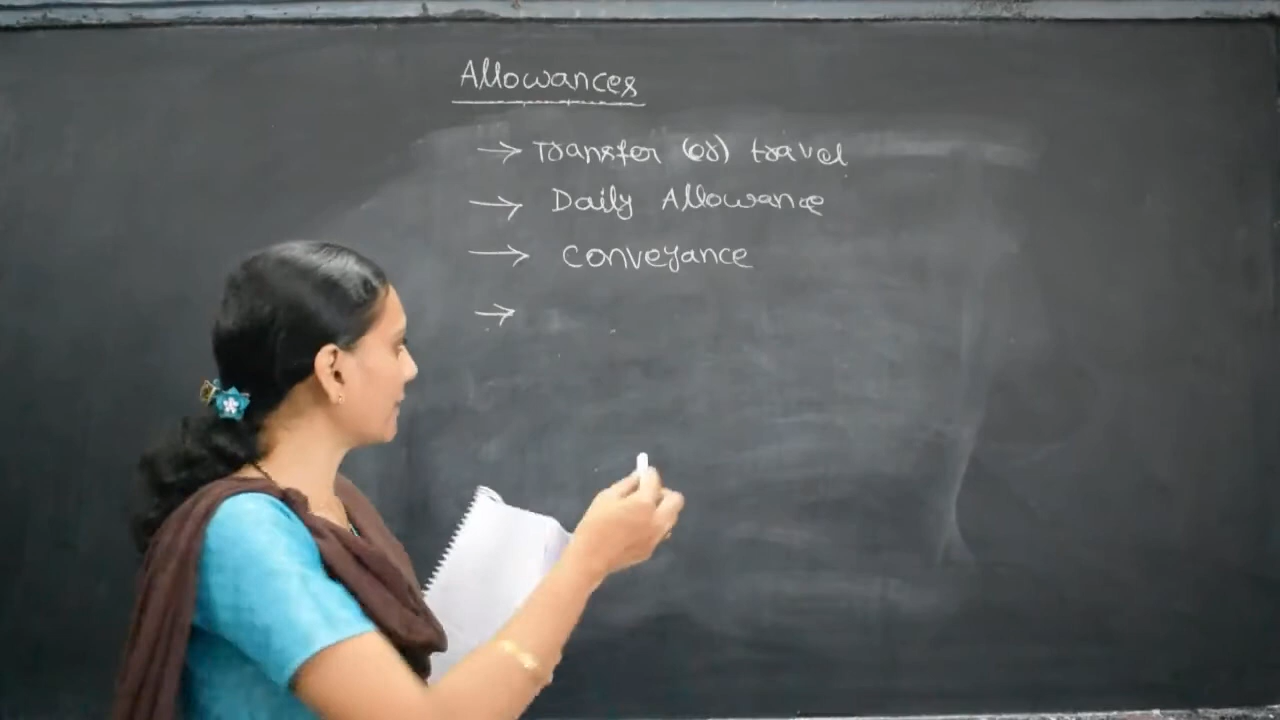 Allowances
→ Transfer (or) travel
→ Daily Allowance
→ conveyance
→